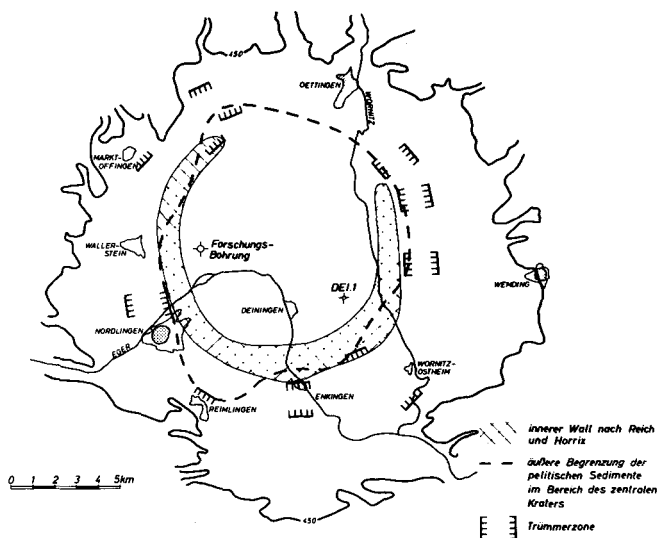 450
OETTINGEN
WÖRNITZ
MARKT-
OFFINGEN
WALLER-
STEIN
Forschungs-
Bohrung
DEI.1
WEMDING
DEININGEN
NÖRDLINGEN
EGER
WÖRNITZ-
OSTHEIM
REIMLINGEN
ENKINGEN
innerer Wall nach Reich
und Horrix
äußere Begrenzung der
pelitischen Sedimente
im Bereich des zentralen
Kraters
Trümmerzone
0 1 2 3 4 5km
450